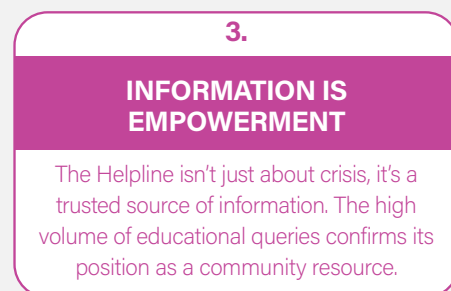 3.
INFORMATION IS
EMPOWERMENT
The Helpline isn’t just about crisis, it’s a
trusted source of information. The high
volume of educational queries confirms its
position as a community resource.